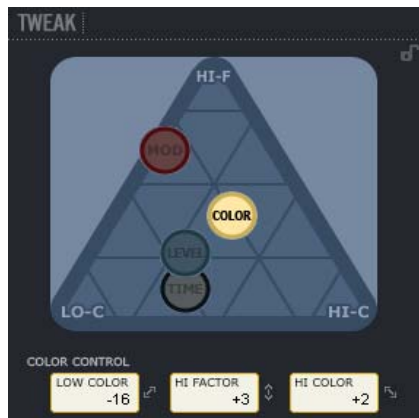 TWEAK
HI-F
MOD
COLOR
LEVEL
TIME
LO-C HI-C
COLOR CONTROL
LOW COLOR HI FACTOR HI COLOR
-16 +3 +2